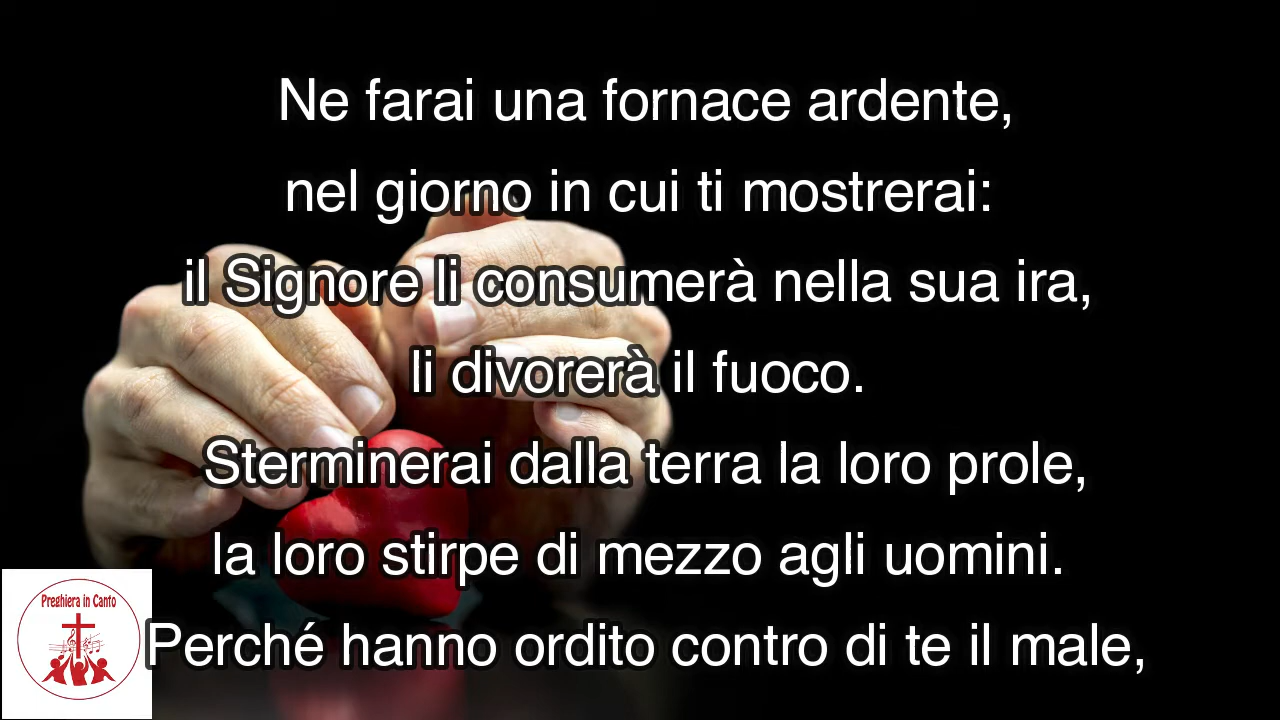 Ne farai una fornace ardente,
nel giorno in cui ti mostrerai:
il Signore li consumerà nella sua ira,
li divorerà il fuoco.
Sterminerai dalla terra la loro prole,
la loro stirpe di mezzo agli uomini.
Perché hanno ordito contro di te il male,
Preghiera in Canto